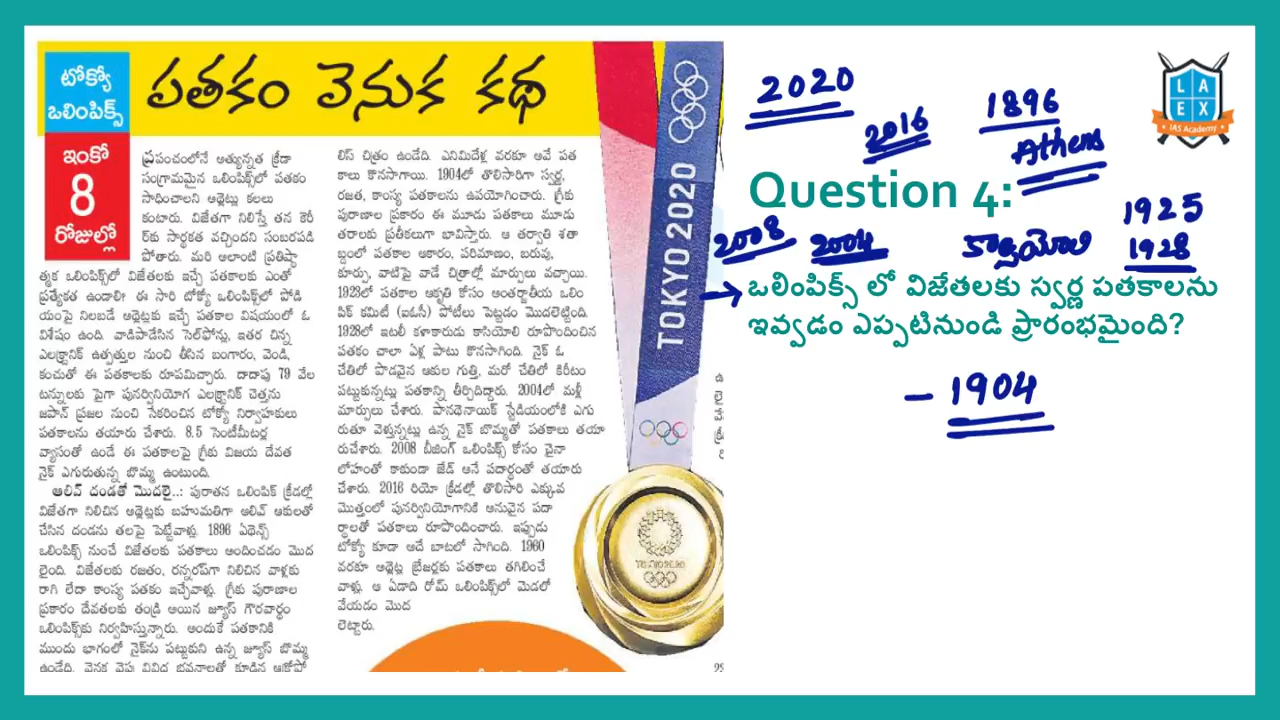 టోక్యో
ఒలింపిక్స్
పతకం వెనుక కథ
ఇంకో
8
రోజుల్లో
ప్రపంచంలోనే అత్యున్నత క్రీడా
సంగ్రామమైన ఒలింపిక్స్‌లో పతకం
సాధించాలని అథ్లెట్లు కలలు
కంటారు. విజేతగా నిలిస్తే తన కెరీ
ర్‌కు సార్థకత వచ్చిందని సంబరపడి
పోతారు. మరి అలాంటి ప్రతిష్ఠా
త్మక ఒలింపిక్స్‌లో విజేతలకు ఇచ్చే పతకాలకు ఎంతో
ప్రత్యేకత ఉండాలి! ఈ సారి టోక్యో ఒలింపిక్స్‌లో పోడి
యంపై నిలబడే అథ్లెట్లకు ఇచ్చే పతకాల విషయంలో ఓ
విశేషం ఉంది. వాడిపాడేసిన సెల్‌ఫోన్లు, ఇతర చిన్న
ఎలక్ట్రానిక్ ఉత్పత్తుల నుంచి తీసిన బంగారం, వెండి,
కంచుతో ఈ పతకాలకు రూపమిచ్చారు. దాదాపు 79 వేల
టన్నులకు పైగా పునర్వినియోగ ఎలక్ట్రానిక్ చెత్తను
జపాన్ ప్రజల నుంచి సేకరించిన టోక్యో నిర్వాహకులు
పతకాలను తయారు చేశారు. 8.5 సెంటీమీటర్ల
వ్యాసంతో ఉండే ఈ పతకాలపై గ్రీకు విజయ దేవత
నైక్ ఎగురుతున్న బొమ్మ ఉంటుంది.
ఆలివ్ దండతో మొదలై..: పురాతన ఒలింపిక్ క్రీడల్లో
విజేతగా నిలిచిన అథ్లెట్లకు బహుమతిగా ఆలివ్ ఆకులతో
చేసిన దండను తలపై పెట్టేవాళ్లు. 1896 ఏథెన్స్
ఒలింపిక్స్ నుంచే విజేతలకు పతకాలు అందించడం మొద
లైంది. విజేతలకు రజతం, రన్నరప్‌గా నిలిచిన వాళ్లకు
రాగి లేదా కాంస్య పతకం ఇచ్చేవాళ్లు. గ్రీకు పురాణాల
ప్రకారం దేవతలకు తండ్రి అయిన జ్యూస్ గౌరవార్థం
ఒలింపిక్స్‌కు నిర్వహిస్తున్నారు. అందుకే పతకానికి
ముందు భాగంలో నైక్‌ను పట్టుకుని ఉన్న జ్యూస్ బొమ్మ
ఉండేది. వెనక వైపు వివిధ భవనాలతో కూడిన ఆక్రోపో
లిస్ చిత్రం ఉండేది. ఎనిమిదేళ్ల వరకూ అవే పత
కాలు కొనసాగాయి. 1904లో తొలిసారిగా స్వర్ణ,
రజత, కాంస్య పతకాలను ఉపయోగించారు. గ్రీకు
పురాణాల ప్రకారం ఈ మూడు పతకాలు మూడు
తరాలకు ప్రతీకలుగా భావిస్తారు. ఆ తర్వాతి శతా
బ్దంలో పతకాల ఆకారం, పరిమాణం, బరువు,
కూర్పు, వాటిపై వాడే చిత్రాల్లో మార్పులు వచ్చాయి.
1923లో పతకాల ఆకృతి కోసం అంతర్జాతీయ ఒలిం
పిక్ కమిటీ (ఐఓసీ) పోటీలు పెట్టడం మొదలెట్టింది.
1928లో ఇటలీ కళాకారుడు కాసియోలి రూపొందించిన
పతకం చాలా ఏళ్ల పాటు కొనసాగింది. నైక్ ఓ
చేతిలో పొడవైన ఆకుల గుత్తి, మరో చేతిలో కిరీటం
పట్టుకున్నట్లు పతకాన్ని తీర్చిదిద్దారు. 2004లో మళ్లీ
మార్పులు చేశారు. పానథెనాయిక్ స్టేడియంలోకి ఎగు
రుతూ వెళ్తున్నట్లు ఉన్న నైక్ బొమ్మతో పతకాలు తయా
రుచేశారు. 2008 బీజింగ్ ఒలింపిక్స్ కోసం చైనా
లోహంతో కాకుండా జేడ్ అనే పదార్థంతో తయారు
చేశారు. 2016 రియో క్రీడల్లో తొలిసారి ఎక్కువ
మొత్తంలో పునర్వినియోగానికి అనువైన పదా
ర్థాలతో పతకాలు రూపొందించారు. ఇప్పుడు
టోక్యో కూడా అదే బాటలో సాగింది. 1960
వరకూ అథ్లెట్ల బ్రేజర్లకు పతకాలు తగిలించే
వాళ్లు. ఆ ఏడాది రోమ్ ఒలింపిక్స్‌లో మెడలో
వేయడం మొద
లెట్టారు.
TOKYO 2020
TOKYO 2020
2020
2016
1896
Athens
L A
E X
IAS Academy
Question 4:
1925
2008
2004
1928
ఒలింపిక్స్ లో విజేతలకు స్వర్ణ పతకాలను
ఇవ్వడం ఎప్పటినుండి ప్రారంభమైంది?
– 1904